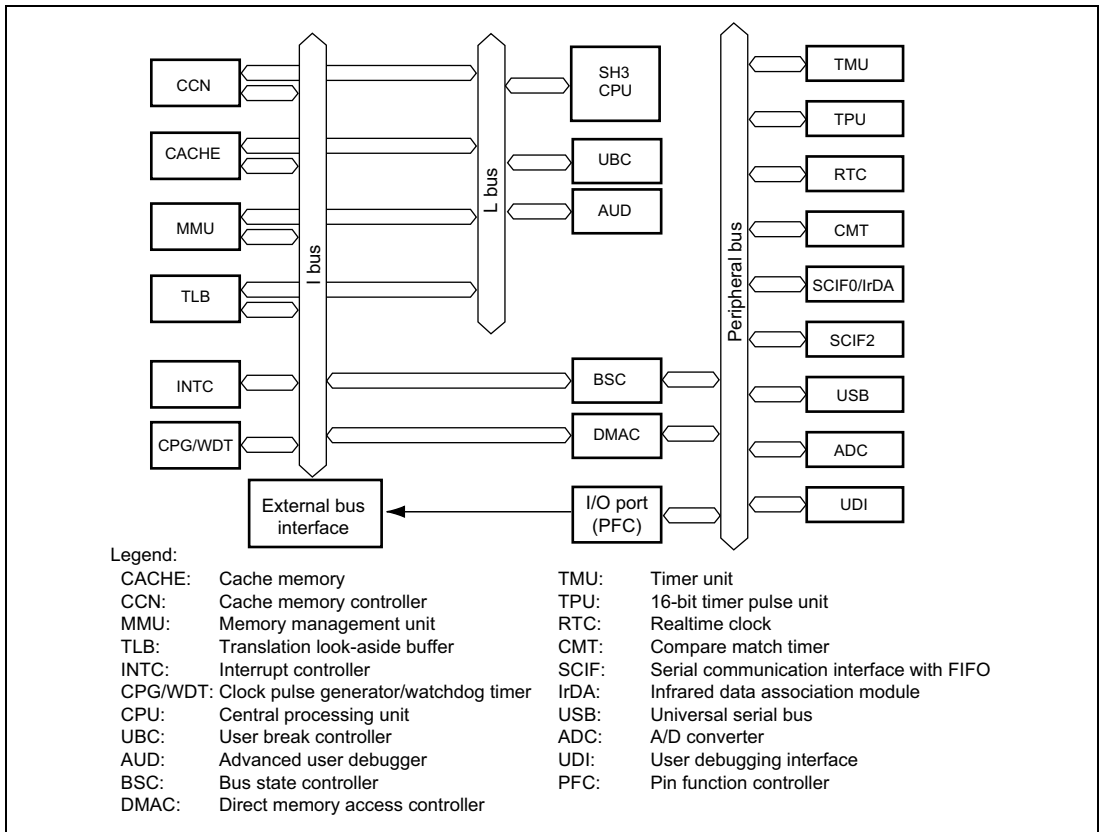 CCN
CACHE
MMU
TLB
INTC
CPG/WDT
I bus
L bus
SH3
CPU
UBC
AUD
BSC
DMAC
I/O port
(PFC)
External bus
interface
Peripheral bus
TMU
TPU
RTC
CMT
SCIF0/IrDA
SCIF2
USB
ADC
UDI
Legend:
CACHE: Cache memory
CCN: Cache memory controller
MMU: Memory management unit
TLB: Translation look-aside buffer
INTC: Interrupt controller
CPG/WDT: Clock pulse generator/watchdog timer
CPU: Central processing unit
UBC: User break controller
AUD: Advanced user debugger
BSC: Bus state controller
DMAC: Direct memory access controller
TMU: Timer unit
TPU: 16-bit timer pulse unit
RTC: Realtime clock
CMT: Compare match timer
SCIF: Serial communication interface with FIFO
IrDA: Infrared data association module
USB: Universal serial bus
ADC: A/D converter
UDI: User debugging interface
PFC: Pin function controller